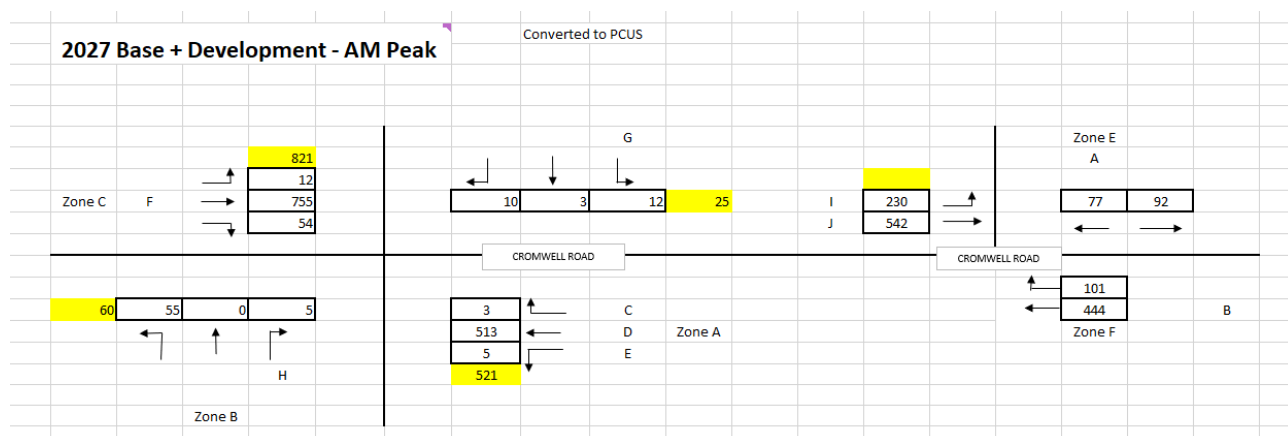 Converted to PCUS
2027 Base + Development - AM Peak
G
Zone E
821
A
12
Zone C F 755 10 3 12 25 I 230 77 92
54 J 542
CROMWELL ROAD
CROMWELL ROAD
101
60 55 0 5 3 C 444 B
513 D Zone A Zone F
5 E
H 521
Zone B